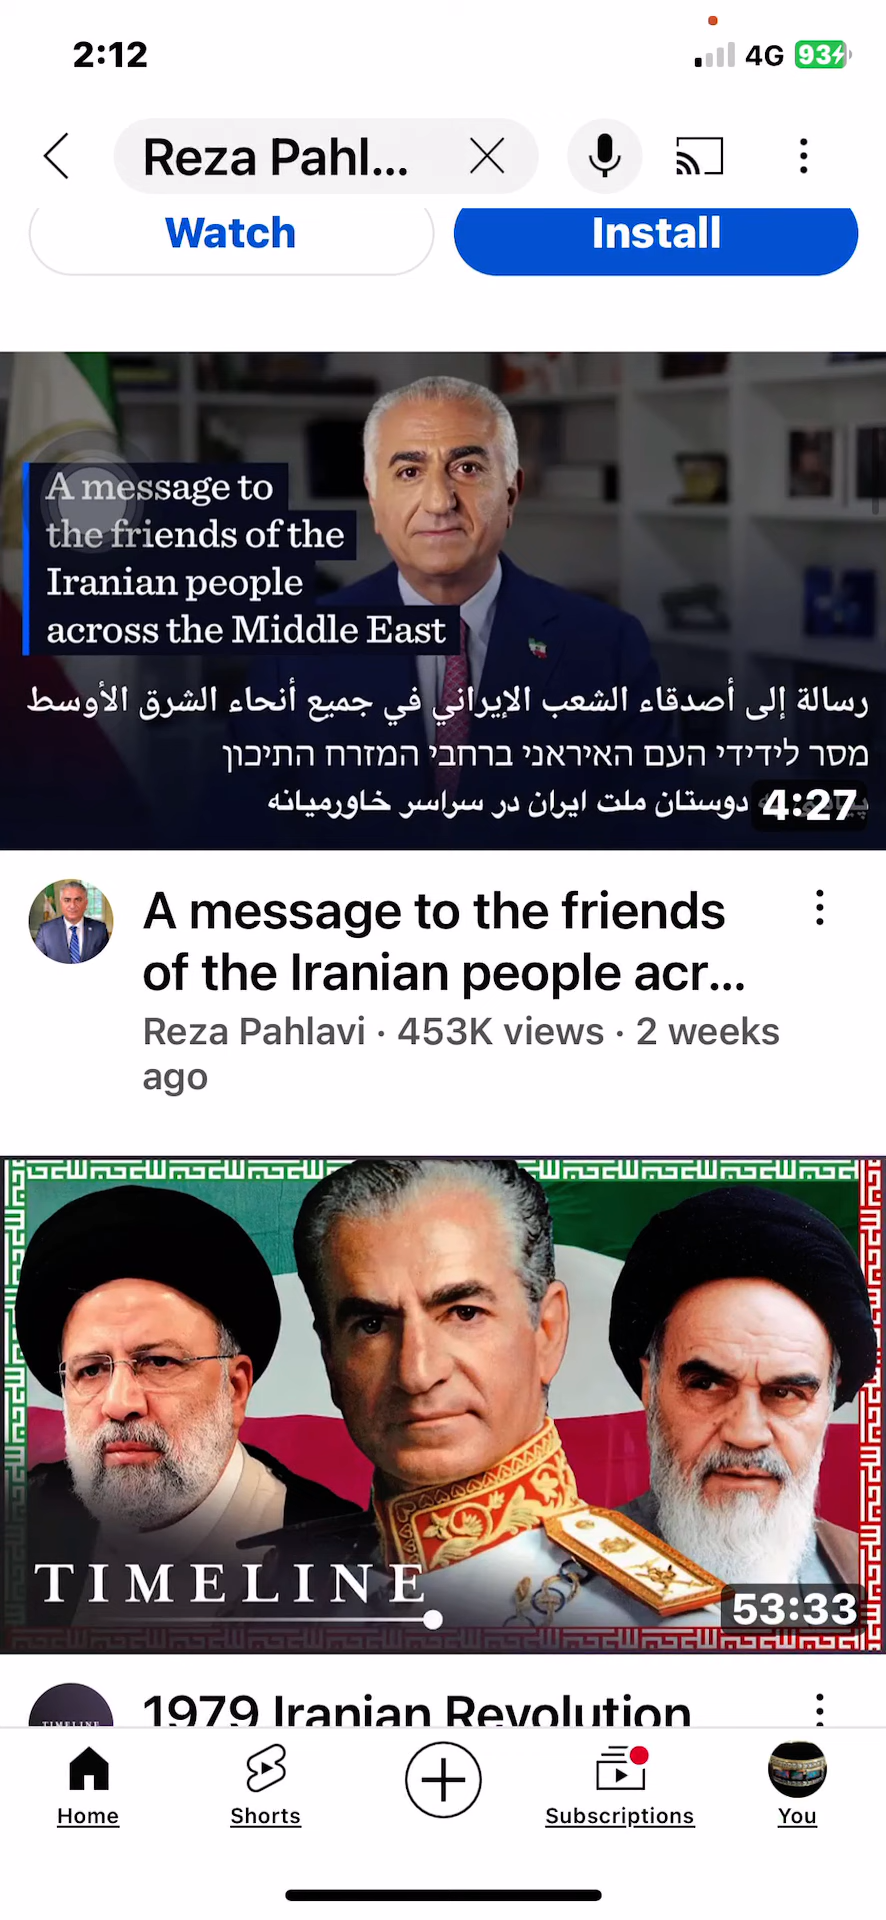 2:12
4G
93
Reza Pahl...
Watch
Install
A message to
the friends of the
Iranian people
across the Middle East
رسالة إلى أصدقاء الشعب الإيراني في جميع أنحاء الشرق الأوسط
מסר לידידי העם האיראני ברחבי המזרח התיכון
دوستان ملت ایران در سراسر خاورمیانه
4:27
A message to the friends
of the Iranian people acr...
Reza Pahlavi · 453K views · 2 weeks
ago
TIMELINE
53:33
TIMELINE
1979 Iranian Revolution
Home
Shorts
Subscriptions
You